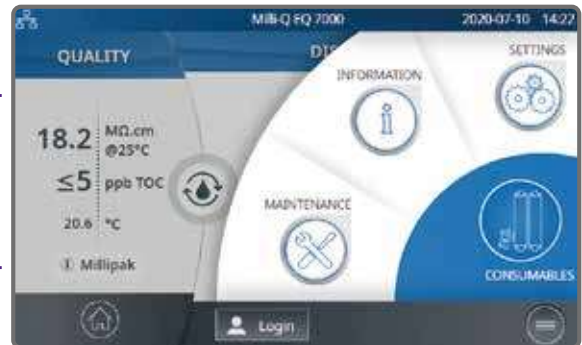 Milli-Q EQ 7000
2020-07-10 14:22
QUALITY
DIS
INFORMATION
SETTINGS
18.2 MΩ.cm @25°C
≤5 ppb TOC
20.6 °C
MAINTENANCE
CONSUMABLES
Millipak
Login